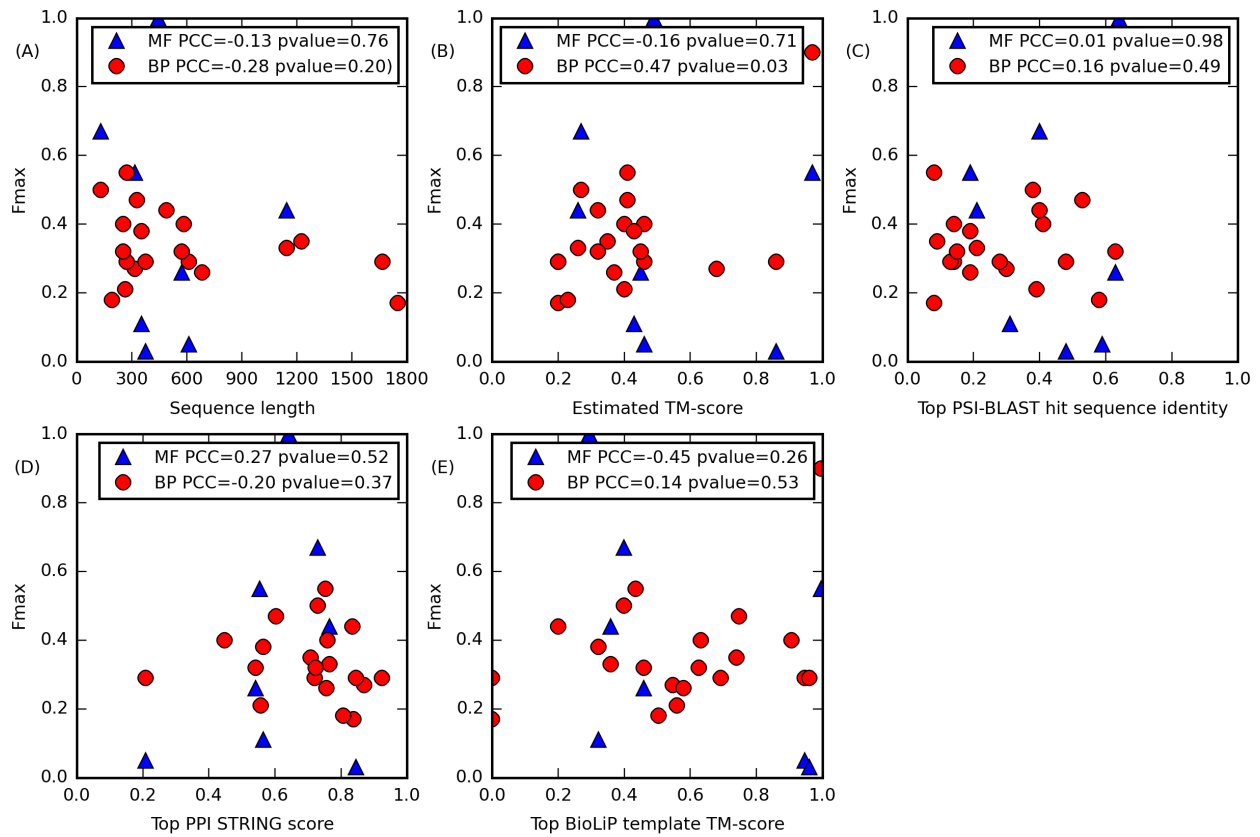 (A)
MF PCC=-0.13 pvalue=0.76
BP PCC=-0.28 pvalue=0.20)
1.0
0.8
0.6
0.4
0.2
0.0
Fmax
0 300 600 900 1200 1500 1800
Sequence length
(B)
MF PCC=-0.16 pvalue=0.71
BP PCC=0.47 pvalue=0.03
1.0
0.8
0.6
0.4
0.2
0.0
Fmax
0.0 0.2 0.4 0.6 0.8 1.0
Estimated TM-score
(C)
MF PCC=0.01 pvalue=0.98
BP PCC=0.16 pvalue=0.49
1.0
0.8
0.6
0.4
0.2
0.0
Fmax
0.0 0.2 0.4 0.6 0.8 1.0
Top PSI-BLAST hit sequence identity
(D)
MF PCC=0.27 pvalue=0.52
BP PCC=-0.20 pvalue=0.37
1.0
0.8
0.6
0.4
0.2
0.0
Fmax
0.0 0.2 0.4 0.6 0.8 1.0
Top PPI STRING score
(E)
MF PCC=-0.45 pvalue=0.26
BP PCC=0.14 pvalue=0.53
1.0
0.8
0.6
0.4
0.2
0.0
Fmax
0.0 0.2 0.4 0.6 0.8 1.0
Top BioLiP template TM-score